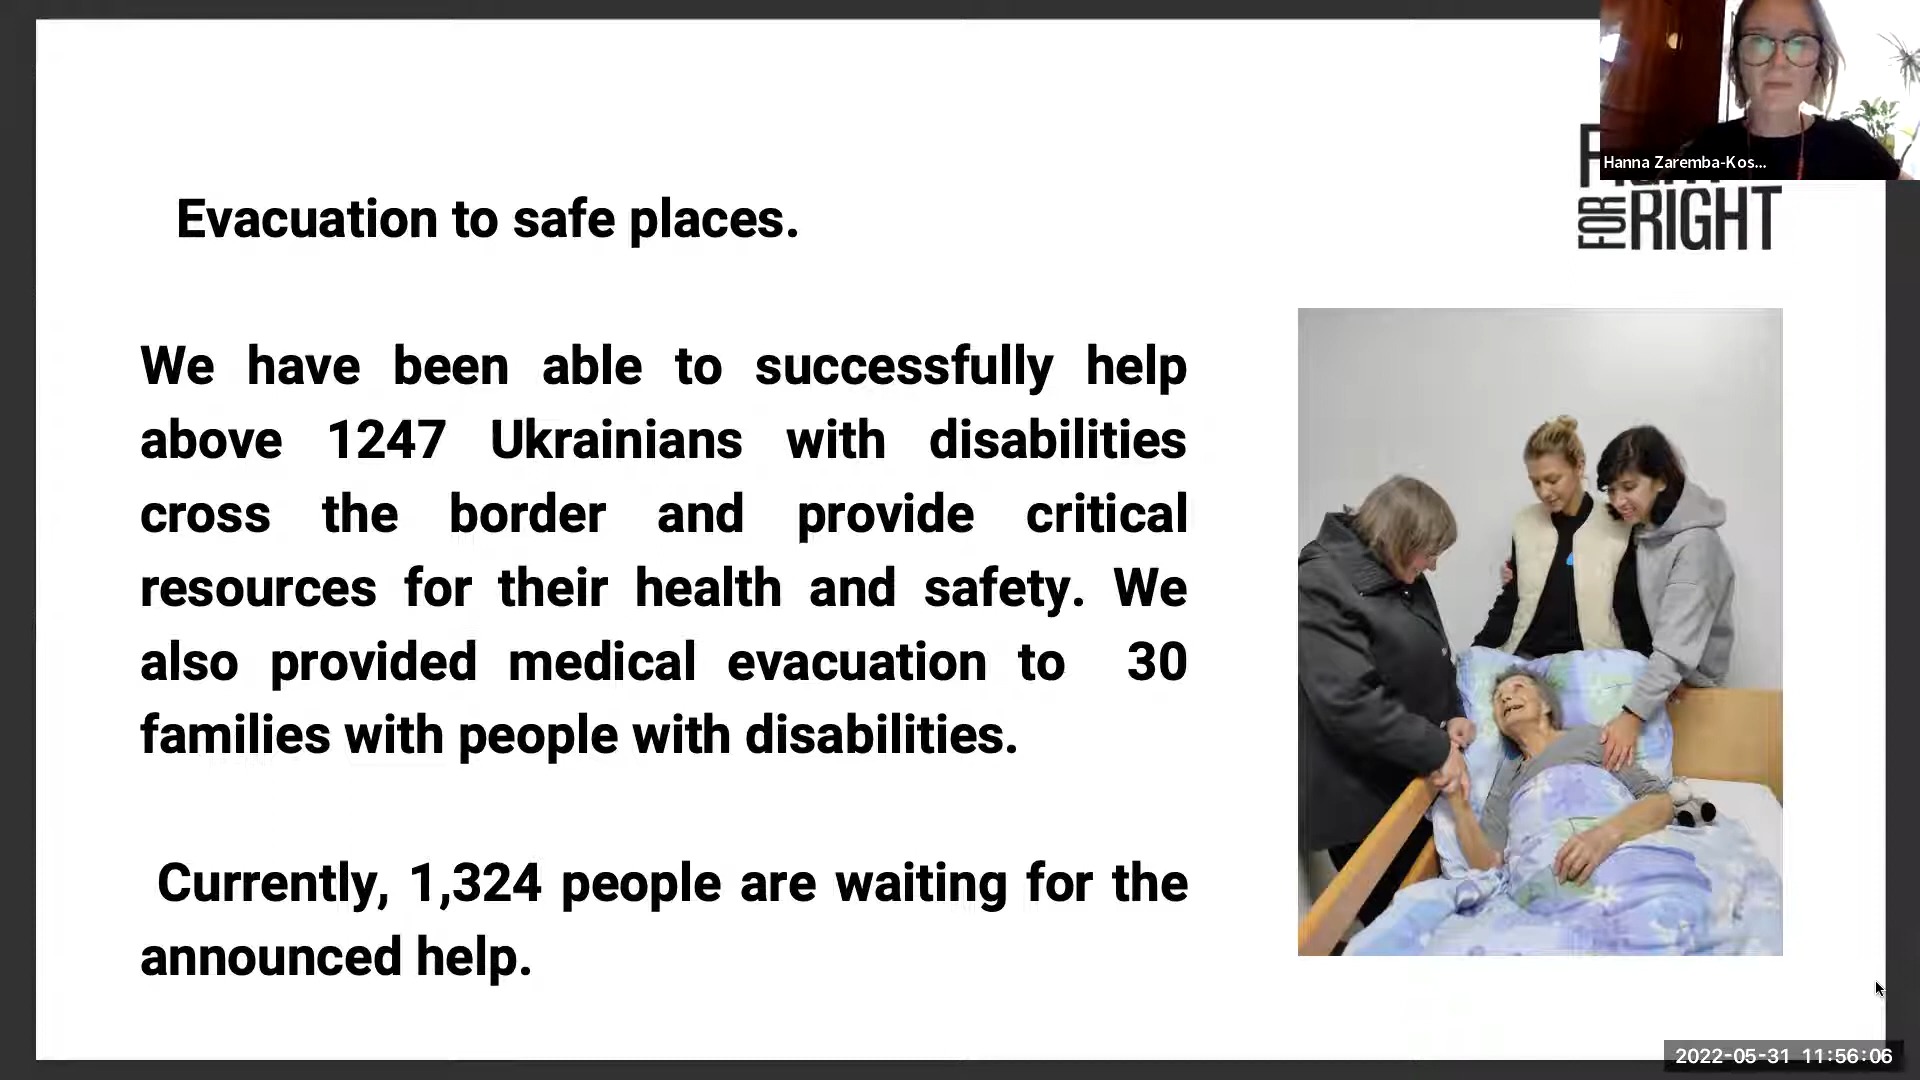 Hanna Zaremba-Kos...
FOR RIGHT
Evacuation to safe places.
We have been able to successfully help
above 1247 Ukrainians with disabilities
cross the border and provide critical
resources for their health and safety. We
also provided medical evacuation to 30
families with people with disabilities.
Currently, 1,324 people are waiting for the
announced help.
2022-05-31 11:56:06